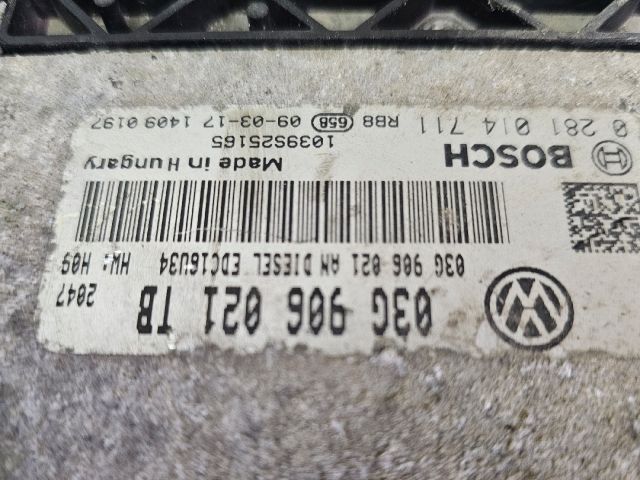 03G 906 021 TB 2047
03G 906 021 AN DIESEL EDC16U34 HW: H09
BOSCH Made in Hungary
1039S25165
0 281 014 711 RB8 658 09-03-17 1409 0197